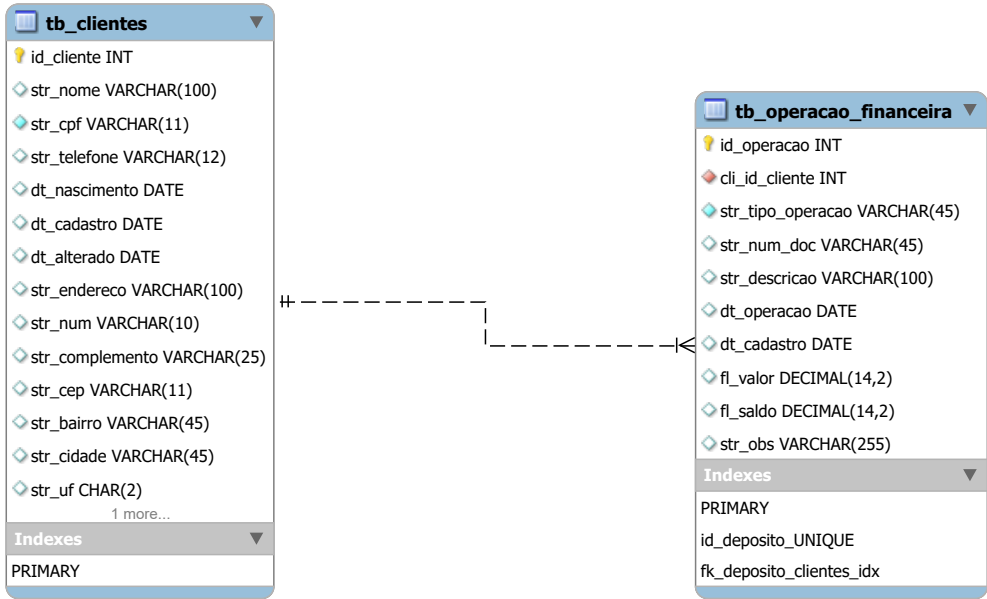 tb_clientes
id_cliente INT
str_nome VARCHAR(100)
str_cpf VARCHAR(11)
str_telefone VARCHAR(12)
dt_nascimento DATE
dt_cadastro DATE
dt_alterado DATE
str_endereco VARCHAR(100)
str_num VARCHAR(10)
str_complemento VARCHAR(25)
str_cep VARCHAR(11)
str_bairro VARCHAR(45)
str_cidade VARCHAR(45)
str_uf CHAR(2)
1 more...
Indexes
PRIMARY
tb_operacao_financeira
id_operacao INT
cli_id_cliente INT
str_tipo_operacao VARCHAR(45)
str_num_doc VARCHAR(45)
str_descricao VARCHAR(100)
dt_operacao DATE
dt_cadastro DATE
fl_valor DECIMAL(14,2)
fl_saldo DECIMAL(14,2)
str_obs VARCHAR(255)
Indexes
PRIMARY
id_deposito_UNIQUE
fk_deposito_clientes_idx